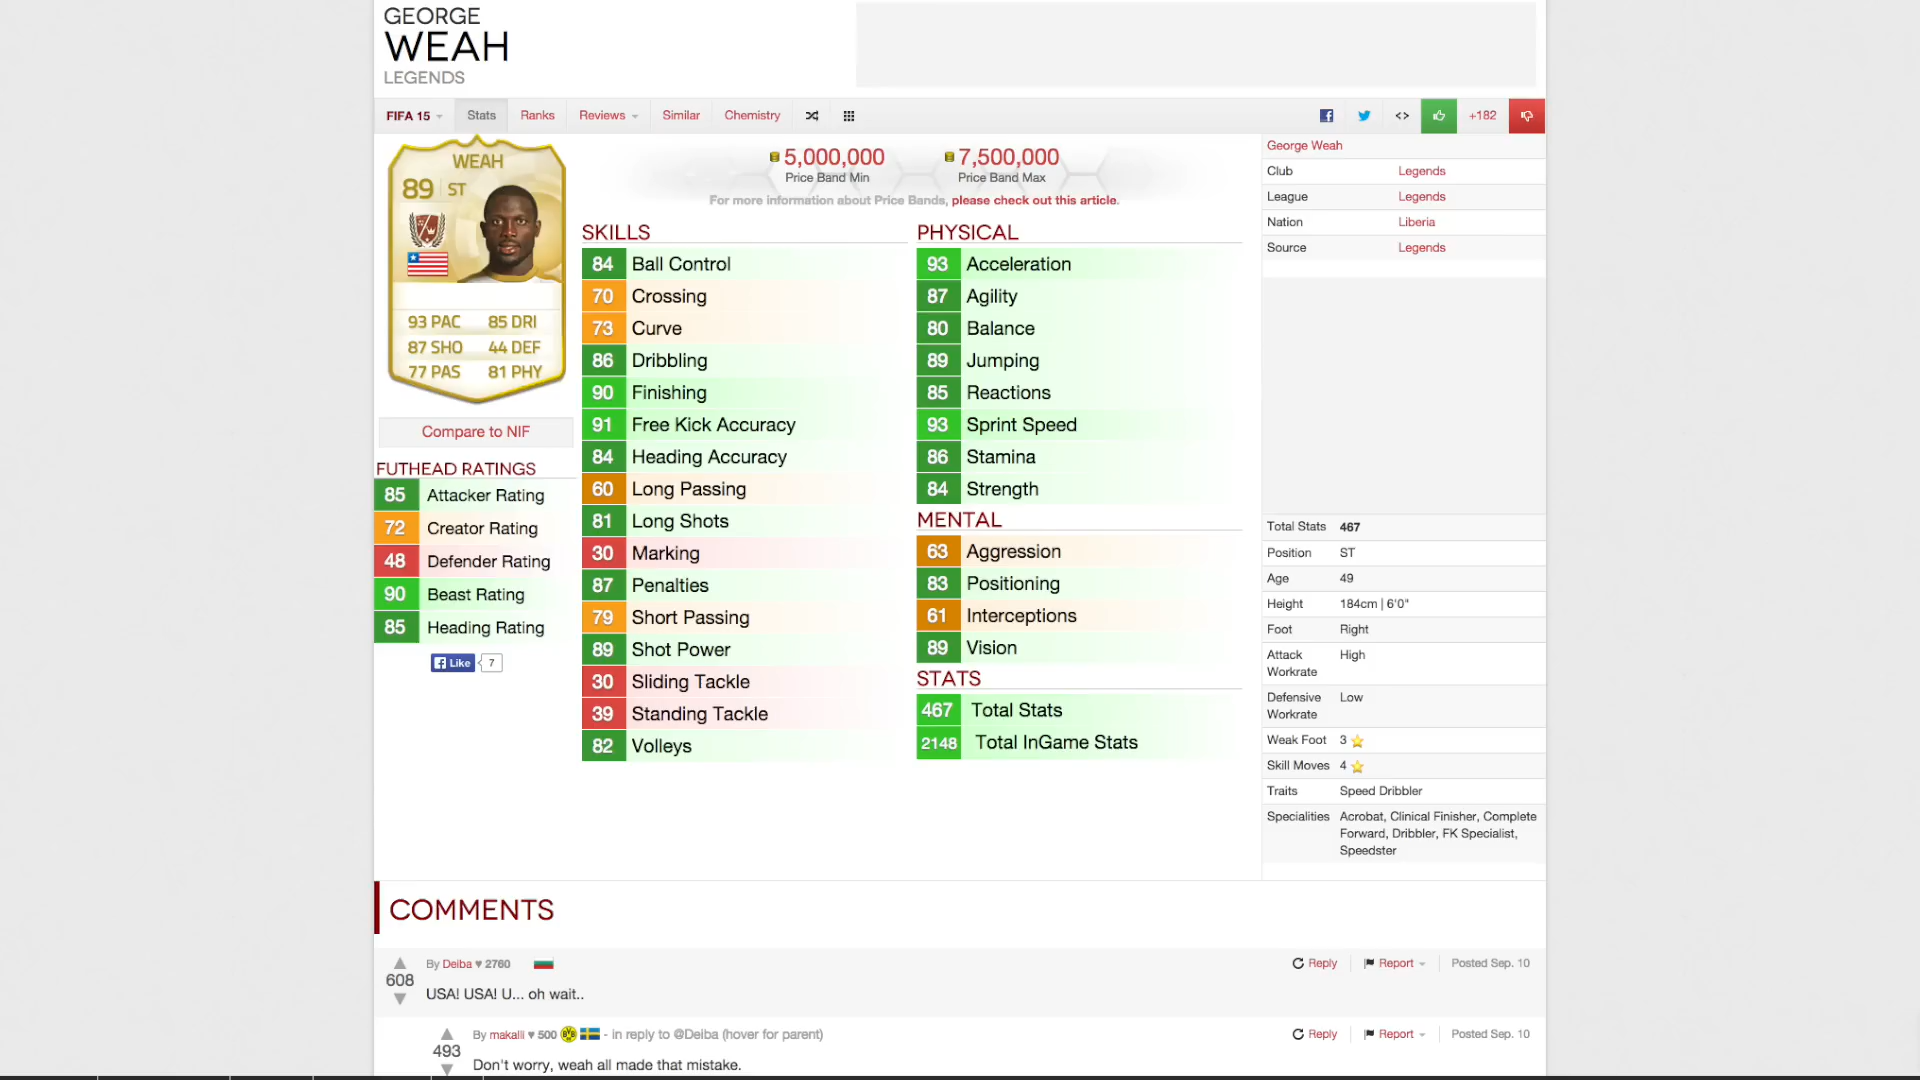 GEORGE
WEAH
LEGENDS
FIFA 15 Stats Ranks Reviews Similar Chemistry +182
WEAH
89 ST
93 PAC 85 DRI
87 SHO 44 DEF
77 PAS 81 PHY
Compare to NIF
FUTHEAD RATINGS
85 Attacker Rating
72 Creator Rating
48 Defender Rating
90 Beast Rating
85 Heading Rating
Like 7
5,000,000 7,500,000
Price Band Min Price Band Max
For more information about Price Bands, please check out this article.
SKILLS
84 Ball Control
70 Crossing
73 Curve
86 Dribbling
90 Finishing
91 Free Kick Accuracy
84 Heading Accuracy
60 Long Passing
81 Long Shots
30 Marking
87 Penalties
79 Short Passing
89 Shot Power
30 Sliding Tackle
39 Standing Tackle
82 Volleys
PHYSICAL
93 Acceleration
87 Agility
80 Balance
89 Jumping
85 Reactions
93 Sprint Speed
86 Stamina
84 Strength
MENTAL
63 Aggression
83 Positioning
61 Interceptions
89 Vision
STATS
467 Total Stats
2148 Total InGame Stats
George Weah
Club Legends
League Legends
Nation Liberia
Source Legends
Total Stats 467
Position ST
Age 49
Height 184cm | 6'0"
Foot Right
Attack High
Workrate
Defensive Low
Workrate
Weak Foot 3
Skill Moves 4
Traits Speed Dribbler
Specialities Acrobat, Clinical Finisher, Complete
Forward, Dribbler, FK Specialist,
Speedster
COMMENTS
608
By Deiba ♥ 2760 Reply Report Posted Sep. 10
USA! USA! U... oh wait..
493
By makalli ♥ 500 BVB 09 - in reply to @Deiba (hover for parent) Reply Report Posted Sep. 10
Don't worry, weah all made that mistake.